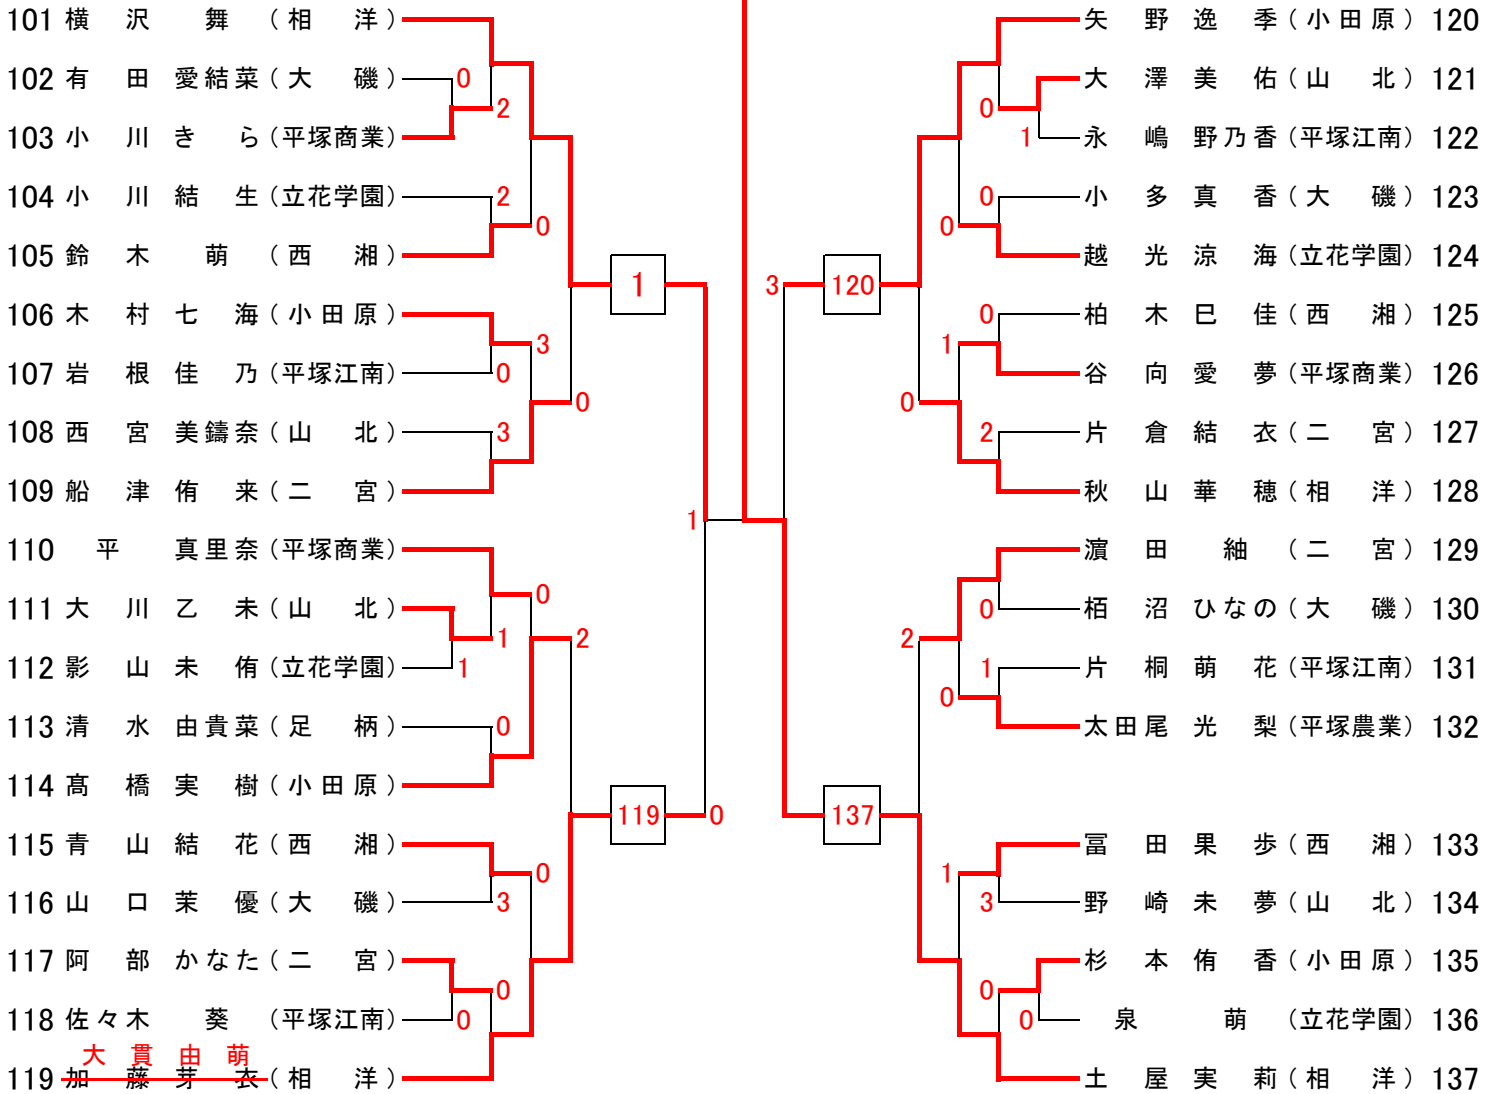 101 横沢 舞 (相洋)
102 有田 愛結菜 (大磯)
103 小川 きら (平塚商業)
104 小川 結生 (立花学園)
105 鈴木 萌 (西湘)
106 木村 七海 (小田原)
107 岩根 佳乃 (平塚江南)
108 西宮 美鑄奈 (山北)
109 船津 侑来 (二宮)
110 平 真里奈 (平塚商業)
111 大川 乙未 (山北)
112 影山 未侑 (立花学園)
113 清水 由貴菜 (足柄)
114 髙橋 実樹 (小田原)
115 青山 結花 (西湘)
116 山口 茉優 (大磯)
117 阿部 かなた (二宮)
118 佐々木 葵 (平塚江南)
大貫由萌
119 加藤 芽衣 (相洋)
0
2
2
0
3
0
0
3
0
1
1
2
0
0
3
0
0
1
119
1
0
3
120
137
0
1
0
0
0
1
0
2
2
0
1
0
1
3
0
0
矢野 逸季 (小田原) 120
大澤 美佑 (山北) 121
永嶋 野乃香 (平塚江南) 122
小多 真香 (大磯) 123
越光 涼海 (立花学園) 124
柏木 巳佳 (西湘) 125
谷向 愛夢 (平塚商業) 126
片倉 結衣 (二宮) 127
秋山 華穂 (相洋) 128
濵田 紬 (二宮) 129
栢沼 ひなの (大磯) 130
片桐 萌花 (平塚江南) 131
太田尾 光梨 (平塚農業) 132
冨田 果歩 (西湘) 133
野崎 未夢 (山北) 134
杉本 侑香 (小田原) 135
泉 萌 (立花学園) 136
土屋 実莉 (相洋) 137